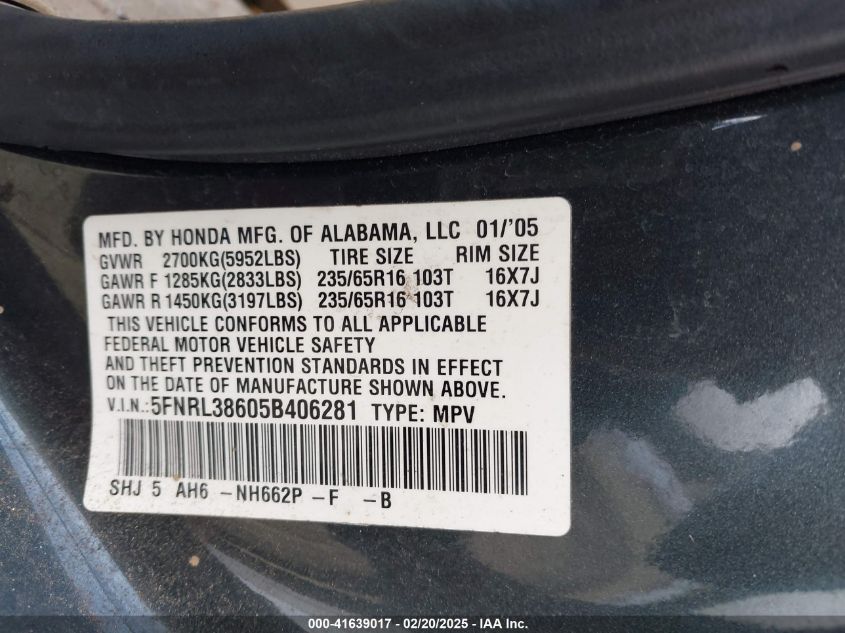 MFD. BY HONDA MFG. OF ALABAMA, LLC 01/'05
GVWR 2700KG(5952LBS) TIRE SIZE RIM SIZE
GAWR F 1285KG(2833LBS) 235/65R16 103T 16X7J
GAWR R 1450KG(3197LBS) 235/65R16 103T 16X7J
THIS VEHICLE CONFORMS TO ALL APPLICABLE
FEDERAL MOTOR VEHICLE SAFETY
AND THEFT PREVENTION STANDARDS IN EFFECT
ON THE DATE OF MANUFACTURE SHOWN ABOVE.
V.I.N.:5FNRL38605B406281 TYPE: MPV
SHJ 5 AH6 -NH662P -F -B
000-41639017 - 02/20/2025 - IAA Inc.